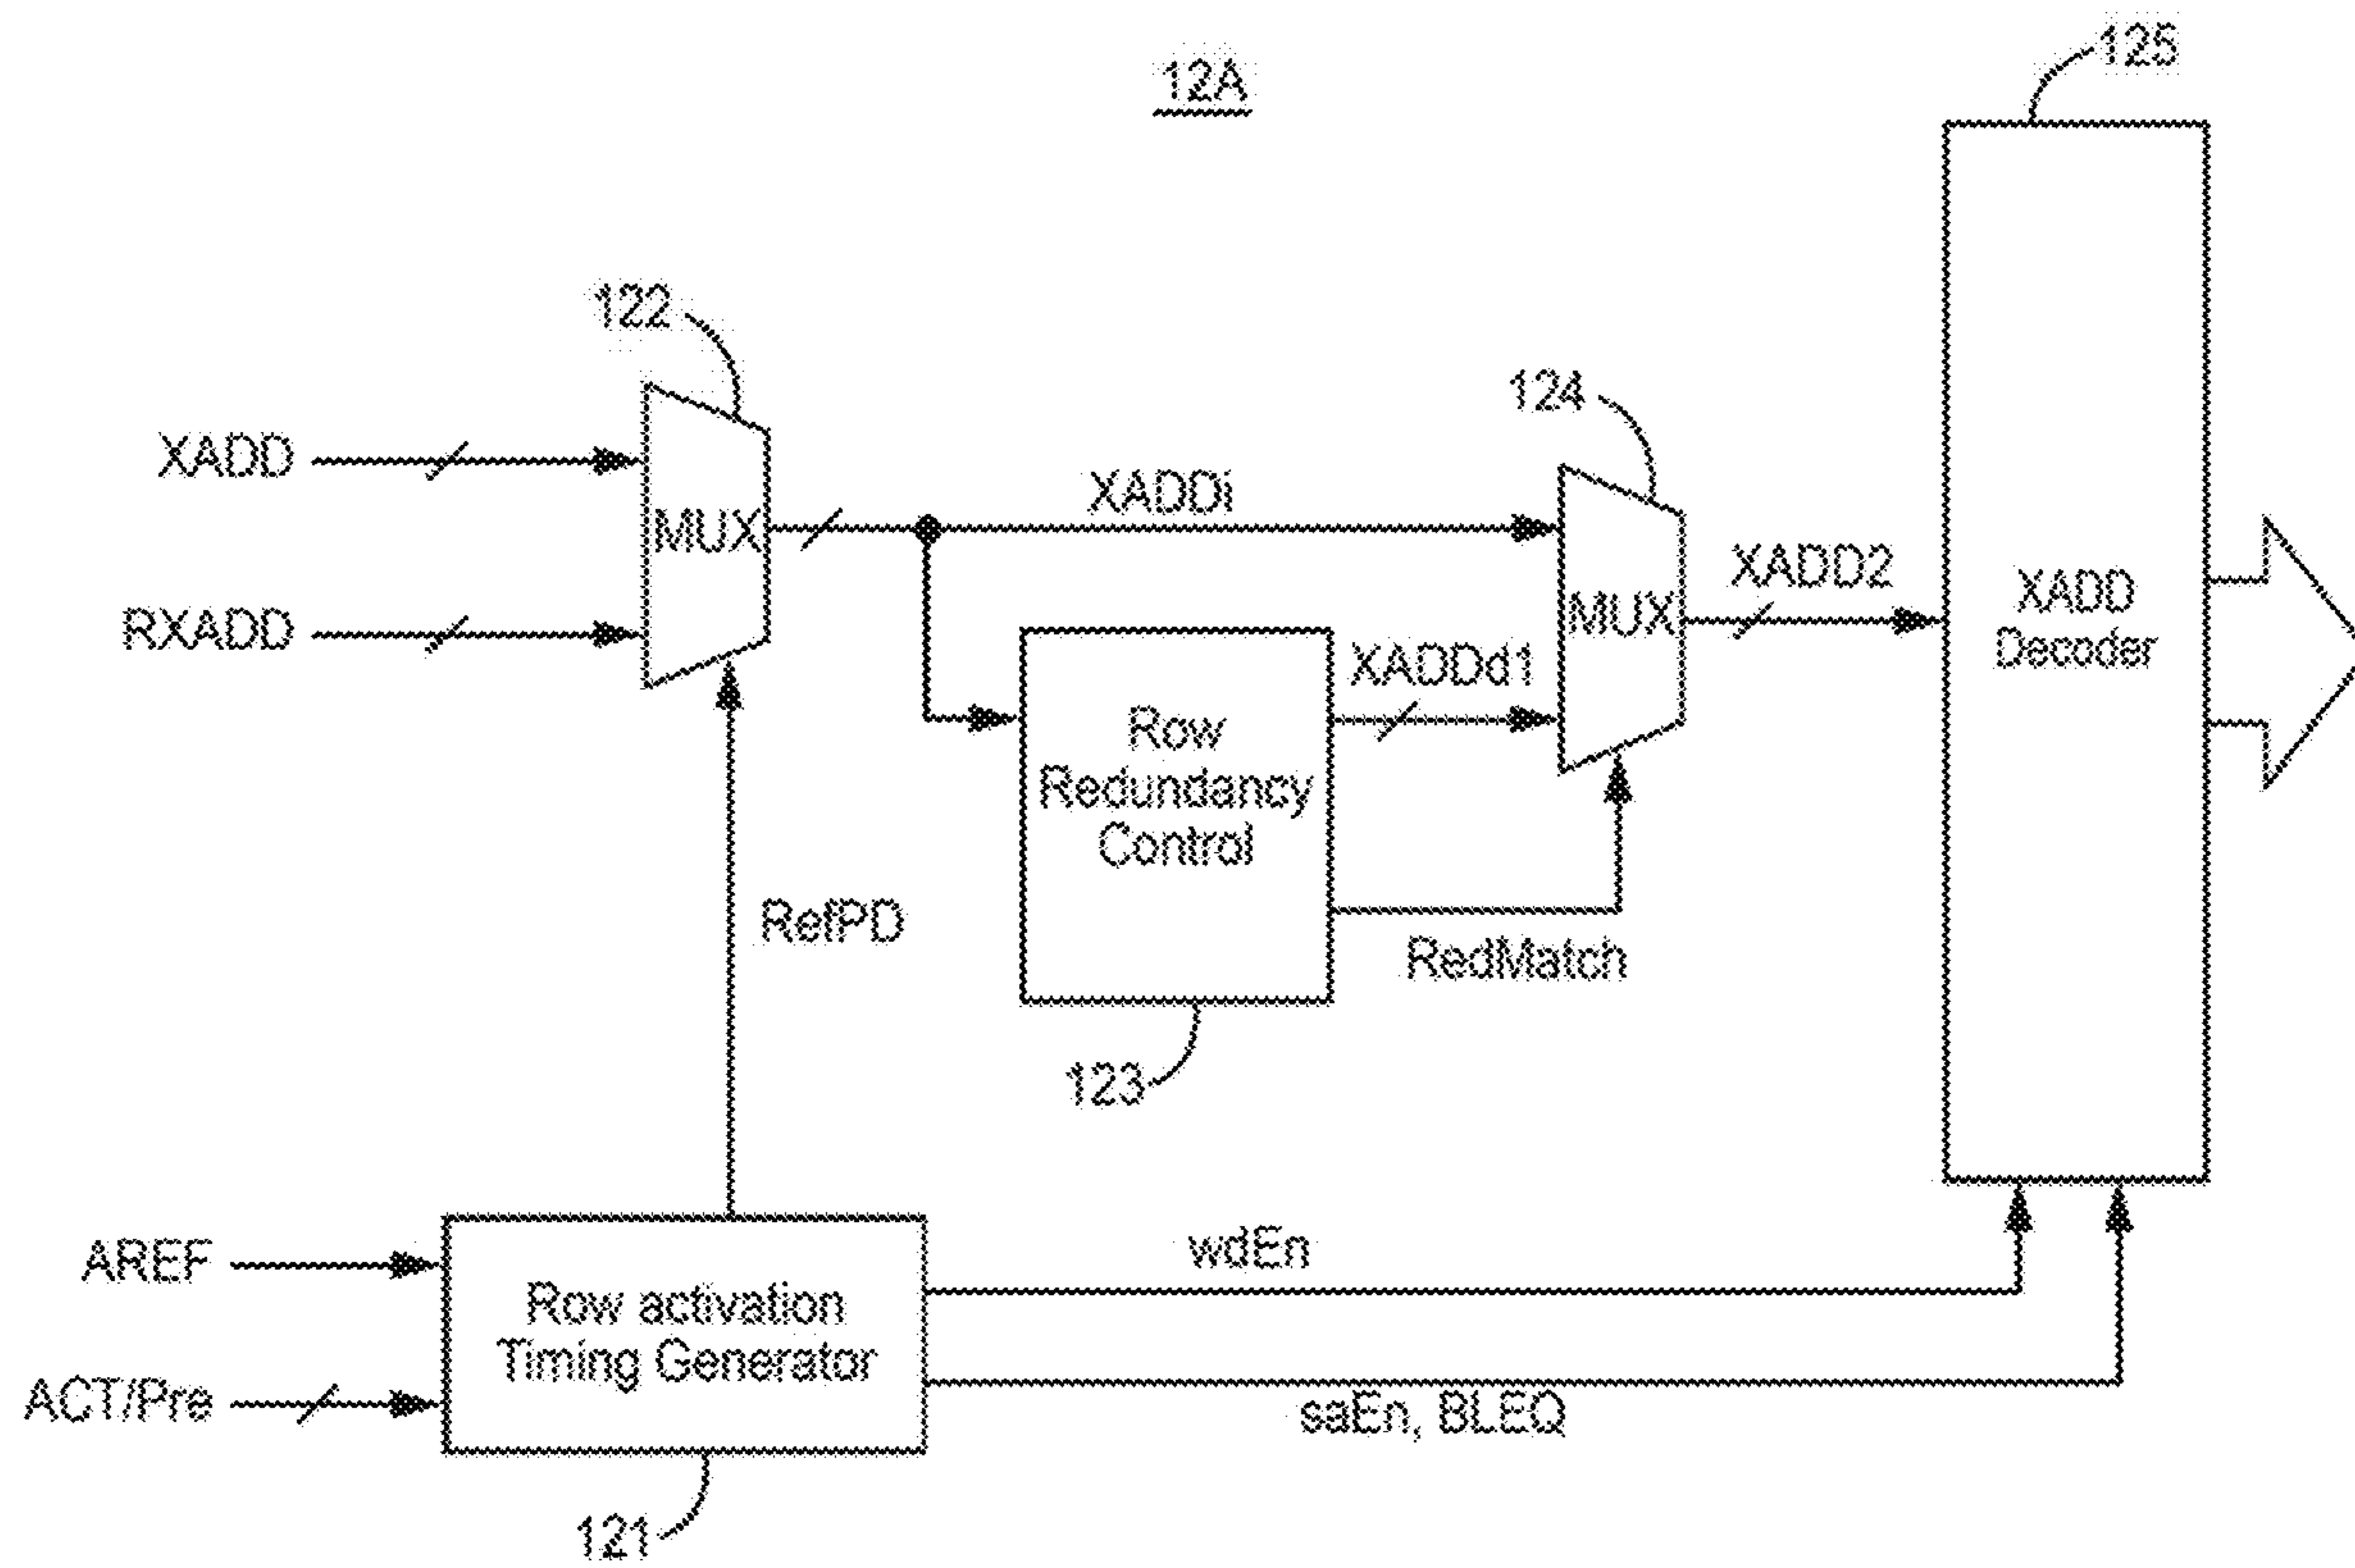 12A
125
122
124
XADD
XADDi
MUX
XADD2
MUX
XADD
Decoder
RXADD
XADDd1
Row
Redundancy
Control
RefPD
RedMatch
123
AREF
wdEn
Row activation
Timing Generator
ACT/Pre
saEn, BLEQ
121